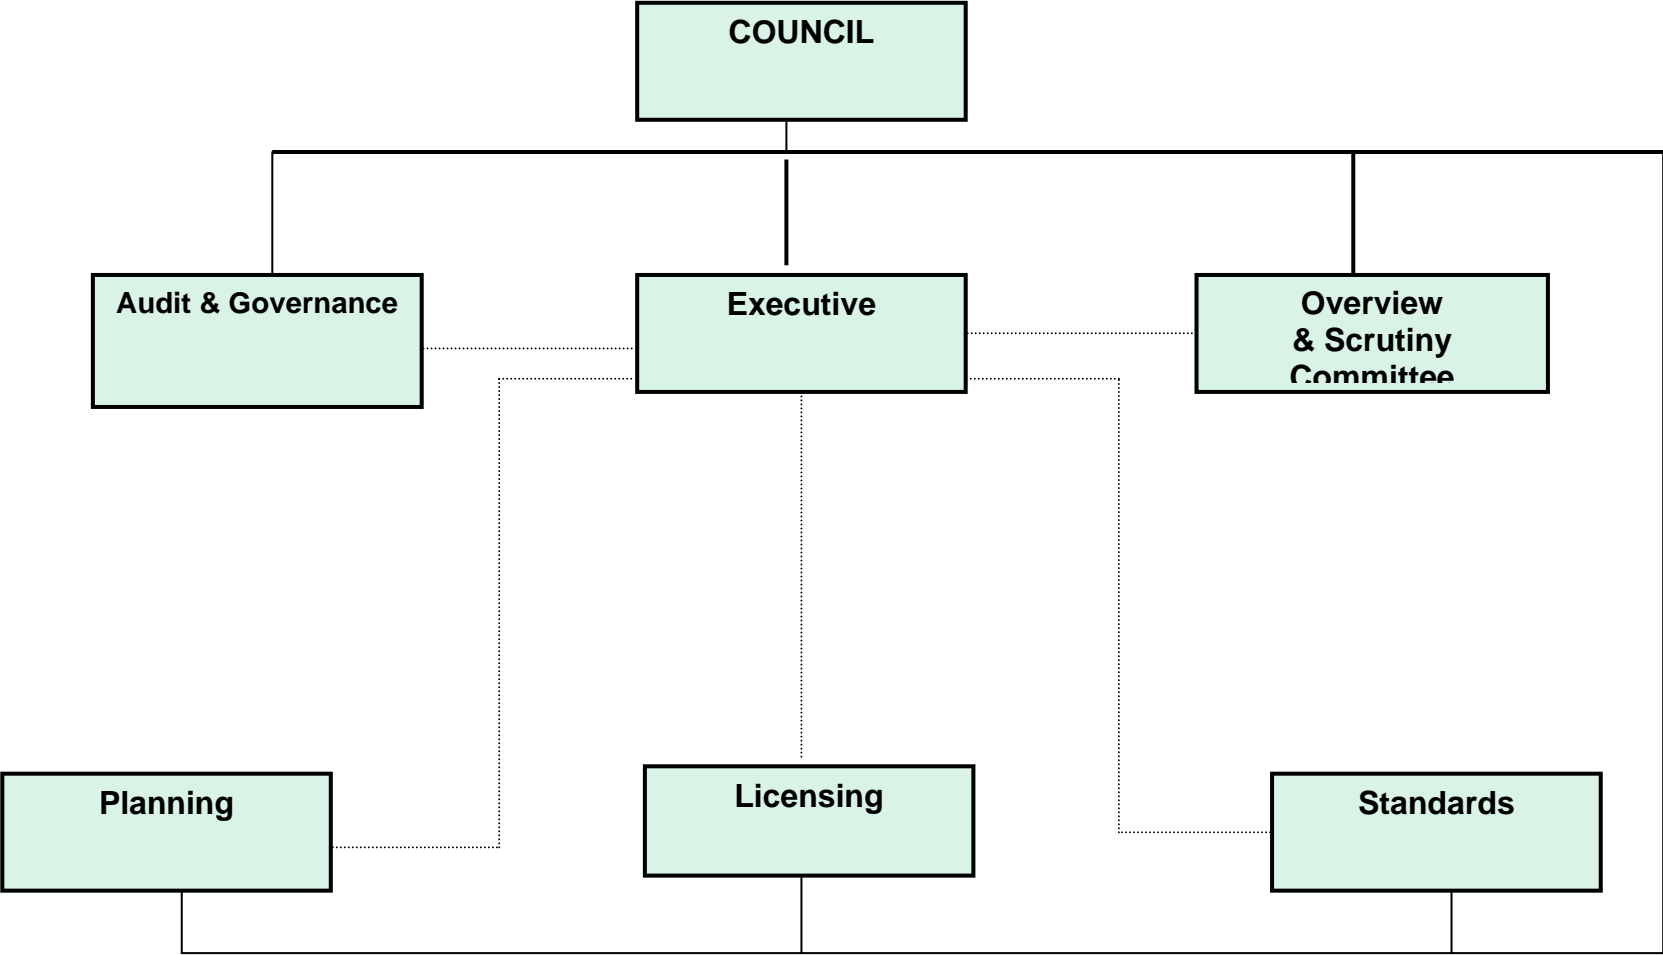 COUNCIL
Audit & Governance
Executive
Overview
& Scrutiny
Committee
Planning
Licensing
Standards